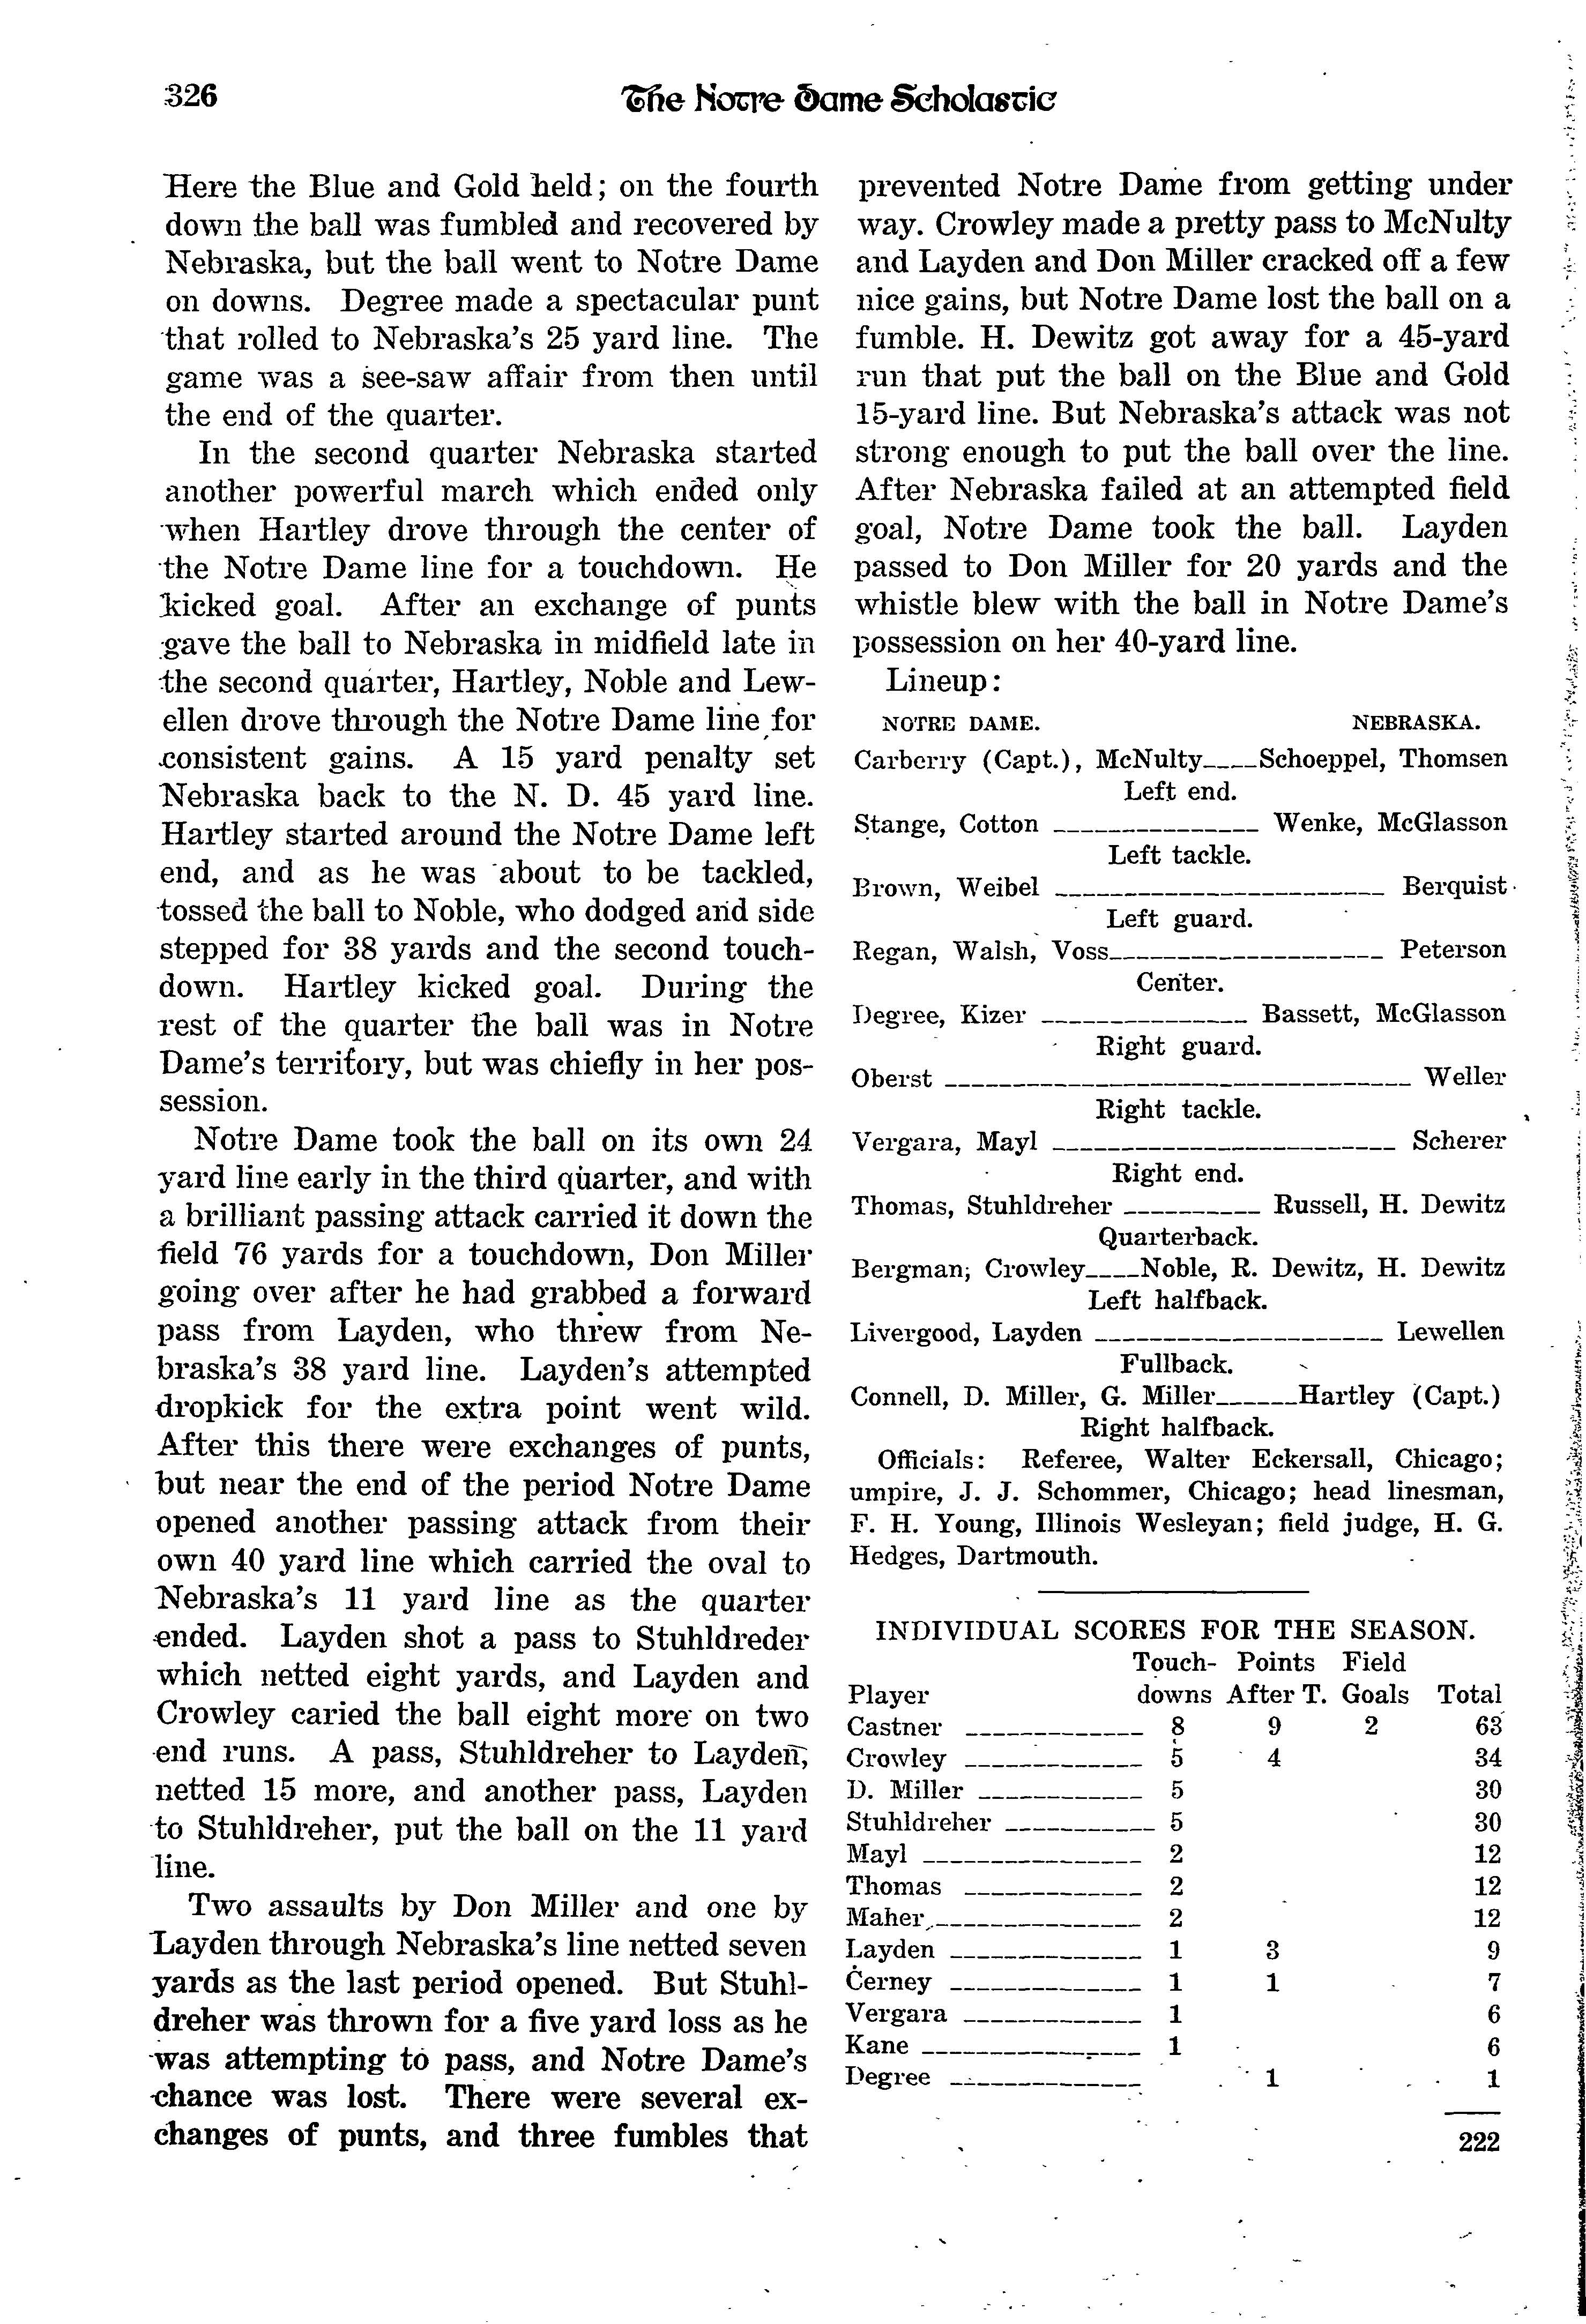 326
The Notre Dame Scholastic
Here the Blue and Gold held; on the fourth
down the ball was fumbled and recovered by
Nebraska, but the ball went to Notre Dame
on downs. Degree made a spectacular punt
that rolled to Nebraska's 25 yard line. The
game was a see-saw affair from then until
the end of the quarter.
In the second quarter Nebraska started
another powerful march which ended only
when Hartley drove through the center of
the Notre Dame line for a touchdown. He
kicked goal. After an exchange of punts
gave the ball to Nebraska in midfield late in
the second quarter, Hartley, Noble and Lew-
ellen drove through the Notre Dame line for
consistent gains. A 15 yard penalty set
Nebraska back to the N. D. 45 yard line.
Hartley started around the Notre Dame left
end, and as he was about to be tackled,
tossed the ball to Noble, who dodged and side
stepped for 38 yards and the second touch-
down. Hartley kicked goal. During the
rest of the quarter the ball was in Notre
Dame's territory, but was chiefly in her pos-
session.
Notre Dame took the ball on its own 24
yard line early in the third quarter, and with
a brilliant passing attack carried it down the
field 76 yards for a touchdown, Don Miller
going over after he had grabbed a forward
pass from Layden, who threw from Ne-
braska's 38 yard line. Layden's attempted
dropkick for the extra point went wild.
After this there were exchanges of punts,
but near the end of the period Notre Dame
opened another passing attack from their
own 40 yard line which carried the oval to
Nebraska's 11 yard line as the quarter
ended. Layden shot a pass to Stuhldreder
which netted eight yards, and Layden and
Crowley caried the ball eight more on two
end runs. A pass, Stuhldreher to Layden,
netted 15 more, and another pass, Layden
to Stuhldreher, put the ball on the 11 yard
line.
Two assaults by Don Miller and one by
Layden through Nebraska's line netted seven
yards as the last period opened. But Stuhl-
dreher was thrown for a five yard loss as he
was attempting to pass, and Notre Dame's
chance was lost. There were several ex-
changes of punts, and three fumbles that
prevented Notre Dame from getting under
way. Crowley made a pretty pass to McNulty
and Layden and Don Miller cracked off a few
nice gains, but Notre Dame lost the ball on a
fumble. H. Dewitz got away for a 45-yard
run that put the ball on the Blue and Gold
15-yard line. But Nebraska's attack was not
strong enough to put the ball over the line.
After Nebraska failed at an attempted field
goal, Notre Dame took the ball. Layden
passed to Don Miller for 20 yards and the
whistle blew with the ball in Notre Dame's
possession on her 40-yard line.
Lineup:
NOTRE DAME. NEBRASKA.
Carberry (Capt.), McNulty____Schoeppel, Thomsen
Left end.
Stange, Cotton _______________ Wenke, McGlasson
Left tackle.
Brown, Weibel ________________________ Berquist
Left guard.
Regan, Walsh, Voss____________________ Peterson
Center.
Degree, Kizer _______________ Bassett, McGlasson
Right guard.
Oberst __________________________________ Weller
Right tackle.
Vergara, Mayl _________________________ Scherer
Right end.
Thomas, Stuhldreher __________ Russell, H. Dewitz
Quarterback.
Bergman; Crowley____Noble, R. Dewitz, H. Dewitz
Left halfback.
Livergood, Layden _____________________ Lewellen
Fullback.
Connell, D. Miller, G. Miller______Hartley (Capt.)
Right halfback.
Officials: Referee, Walter Eckersall, Chicago;
umpire, J. J. Schommer, Chicago; head linesman,
F. H. Young, Illinois Wesleyan; field judge, H. G.
Hedges, Dartmouth.
INDIVIDUAL SCORES FOR THE SEASON.
Touch- Points Field
Player downs After T. Goals Total
Castner _____________ 8 9 2 63
Crowley _____________ 5 4 34
D. Miller ____________ 5 30
Stuhldreher ___________ 5 30
Mayl ________________ 2 12
Thomas _____________ 2 12
Maher_______________ 2 12
Layden ______________ 1 3 9
Cerney ______________ 1 1 7
Vergara _____________ 1 6
Kane ________________ 1 6
Degree ______________ 1 1
222